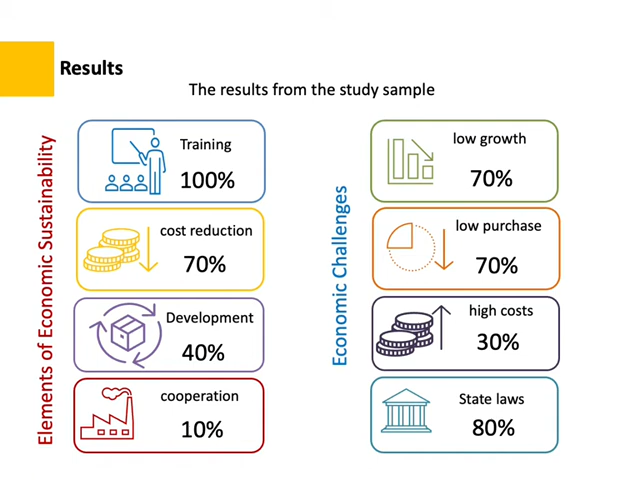 Results
The results from the study sample
Elements of Economic Sustainability
Training
100%
cost reduction
70%
Development
40%
cooperation
10%
Economic Challenges
low growth
70%
low purchase
70%
high costs
30%
State laws
80%